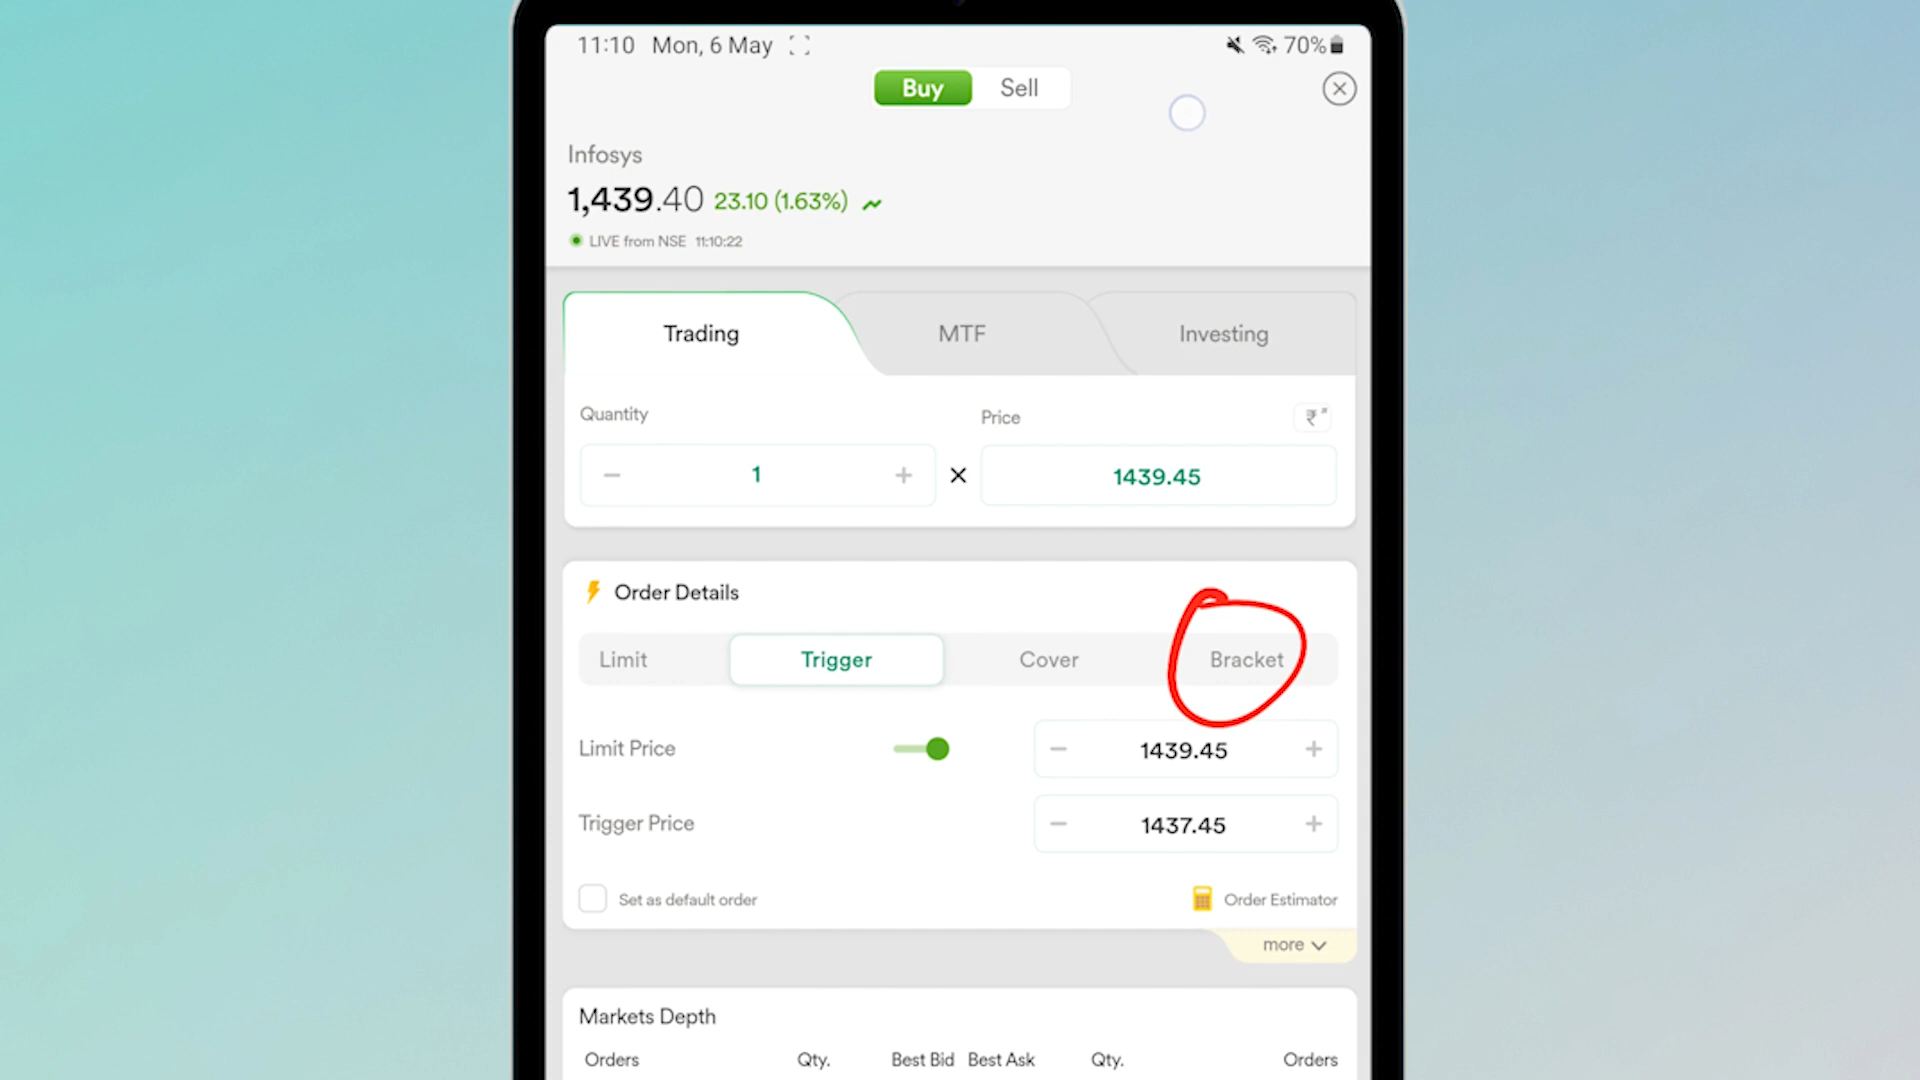 11:10 Mon, 6 May 70%
Buy Sell
Infosys
1,439.40 23.10 (1.63%)
LIVE from NSE 11:10:22
Trading MTF Investing
Quantity Price ₹
− 1 + × 1439.45
Order Details
Limit Trigger Cover Bracket
Limit Price − 1439.45 +
Trigger Price − 1437.45 +
Set as default order Order Estimator
more
Markets Depth
Orders Qty. Best Bid Best Ask Qty. Orders